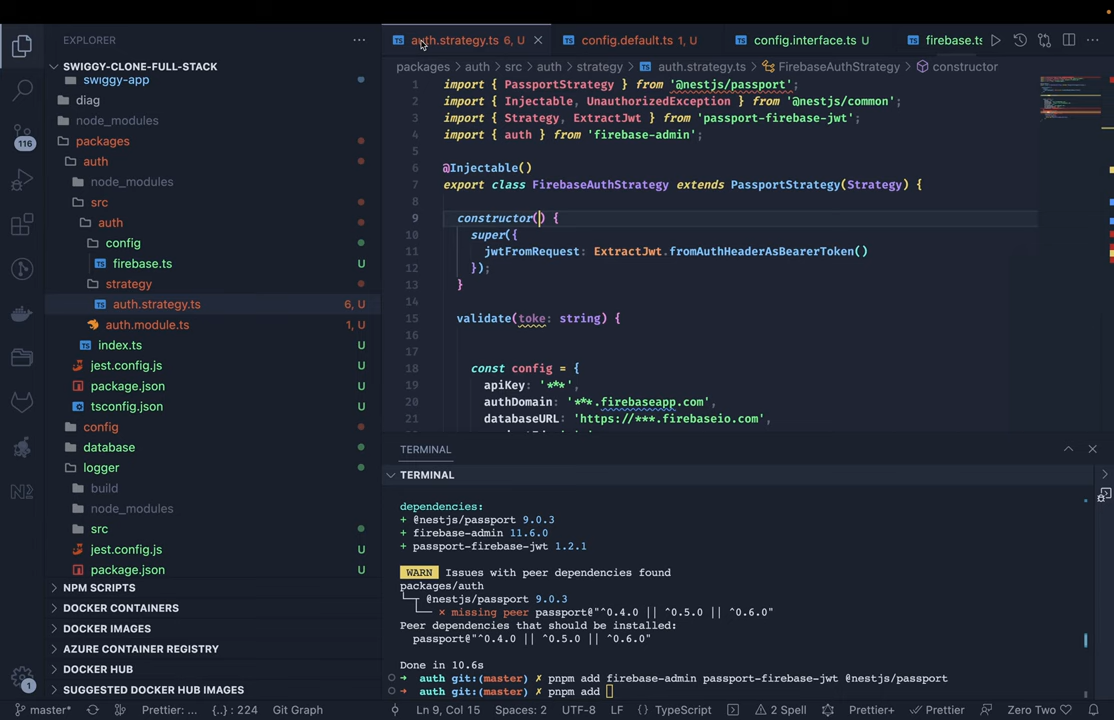 EXPLORER
SWIGGY-CLONE-FULL-STACK
swiggy-app
diag
node_modules
packages
auth
node_modules
src
auth
config
firebase.ts U
strategy
auth.strategy.ts 6, U
auth.module.ts 1, U
index.ts U
jest.config.js U
package.json U
tsconfig.json U
config
database
logger
build
node_modules
src
jest.config.js U
package.json U
NPM SCRIPTS
DOCKER CONTAINERS
DOCKER IMAGES
AZURE CONTAINER REGISTRY
DOCKER HUB
SUGGESTED DOCKER HUB IMAGES
116
1
auth.strategy.ts 6, U config.default.ts 1, U config.interface.ts U firebase.ts
packages > auth > src > auth > strategy > auth.strategy.ts > FirebaseAuthStrategy > constructor
1 import { PassportStrategy } from '@nestjs/passport';
2 import { Injectable, UnauthorizedException } from '@nestjs/common';
3 import { Strategy, ExtractJwt } from 'passport-firebase-jwt';
4 import { auth } from 'firebase-admin';
5
6 @Injectable()
7 export class FirebaseAuthStrategy extends PassportStrategy(Strategy) {
8
9 constructor() {
10 super({
11 jwtFromRequest: ExtractJwt.fromAuthHeaderAsBearerToken()
12 });
13 }
14
15 validate(toke: string) {
16
17
18 const config = {
19 apiKey: '***',
20 authDomain: '***.firebaseapp.com',
21 databaseURL: 'https://***.firebaseio.com',
TERMINAL
TERMINAL
dependencies:
+ @nestjs/passport 9.0.3
+ firebase-admin 11.6.0
+ passport-firebase-jwt 1.2.1
WARN Issues with peer dependencies found
packages/auth
└─┬ @nestjs/passport 9.0.3
└── ✕ missing peer passport@"^0.4.0 || ^0.5.0 || ^0.6.0"
Peer dependencies that should be installed:
passport@"^0.4.0 || ^0.5.0 || ^0.6.0"
Done in 10.6s
➜ auth git:(master) ✗ pnpm add firebase-admin passport-firebase-jwt @nestjs/passport
➜ auth git:(master) ✗ pnpm add
master* Prettier: ... {..} : 224 Git Graph Ln 9, Col 15 Spaces: 2 UTF-8 LF TypeScript 2 Spell Prettier+ Prettier Zero Two